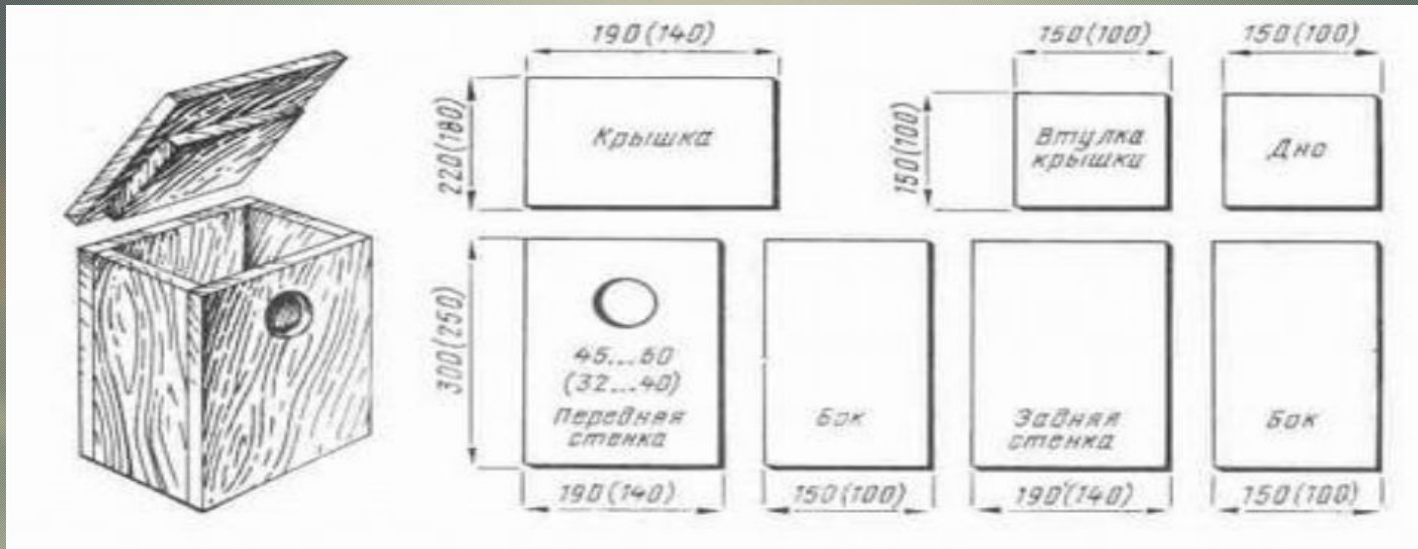 190(140)
150(100)
150(100)
220(180)
Крышка
150(100)
Втулка
крышки
Дно
300(250)
45...50
(32...40)
Передняя
стенка
Бок
Задняя
стенка
Бок
190(140)
150(100)
190(140)
150(100)